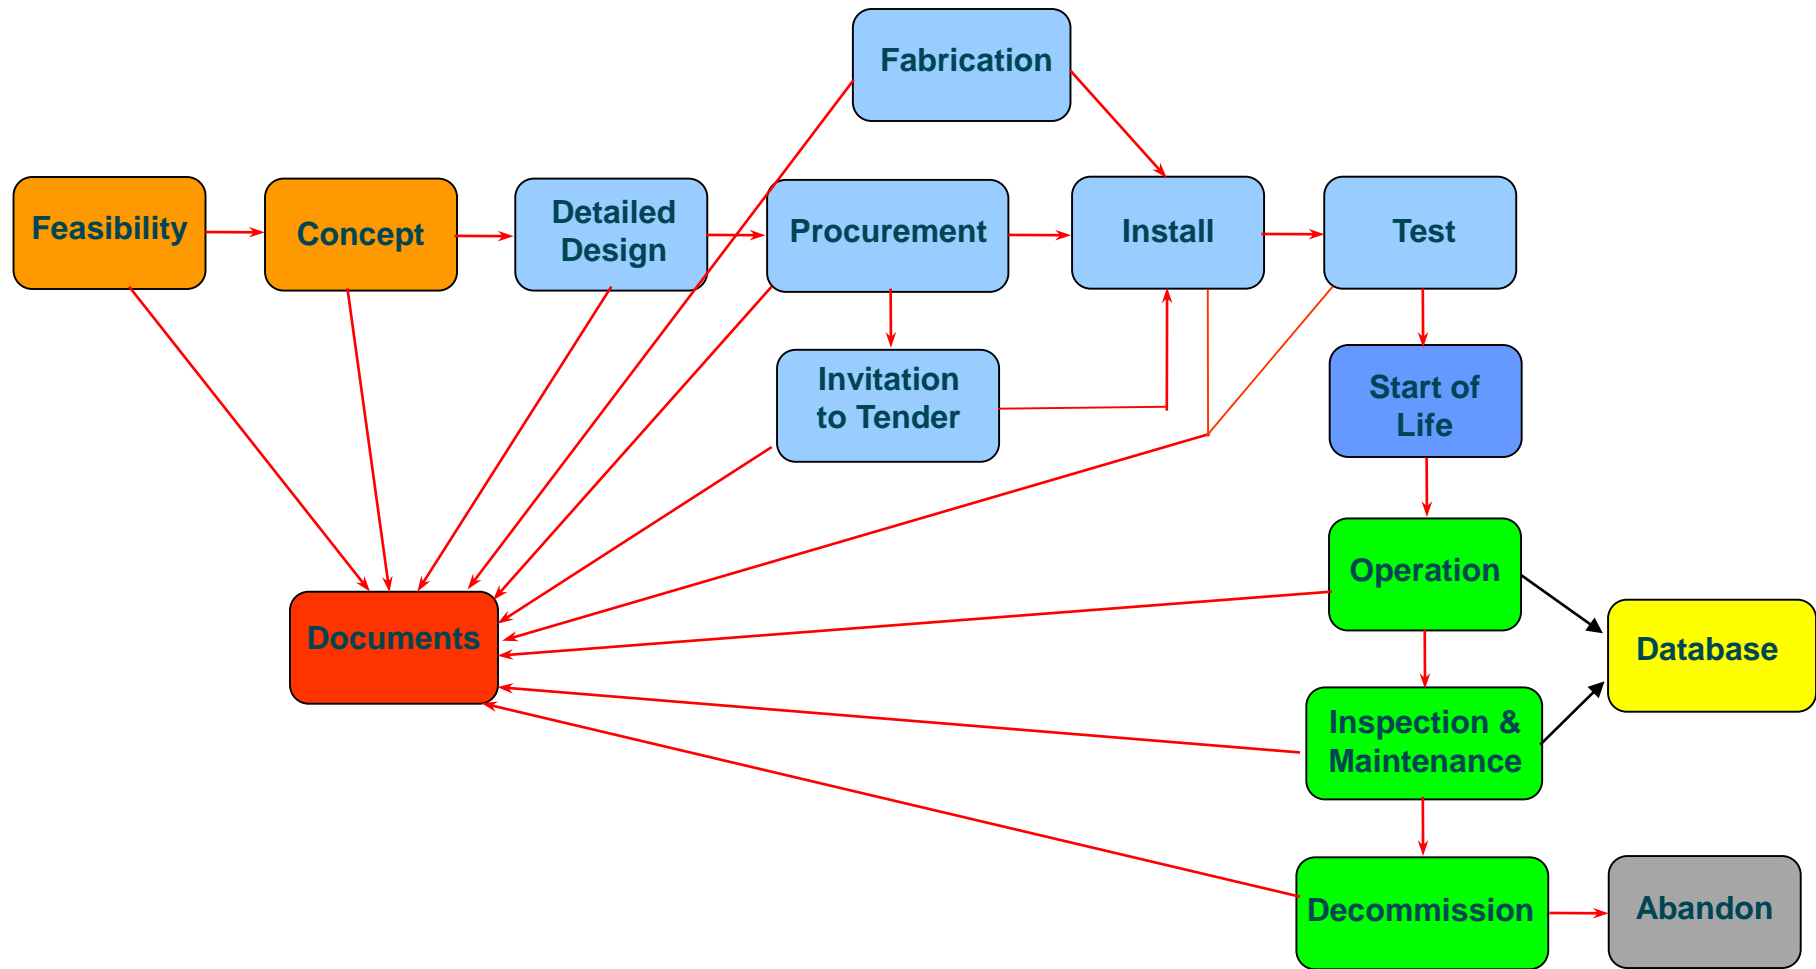 Fabrication
Feasibility
Concept
Detailed
Design
Procurement
Install
Test
Invitation
to Tender
Start of
Life
Operation
Documents
Database
Inspection &
Maintenance
Decommission
Abandon